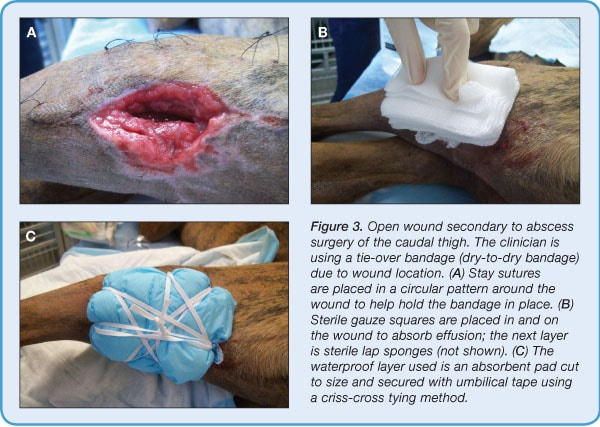 A
B
C
Figure 3. Open wound secondary to abscess
surgery of the caudal thigh. The clinician is
using a tie-over bandage (dry-to-dry bandage)
due to wound location. (A) Stay sutures
are placed in a circular pattern around the
wound to help hold the bandage in place. (B)
Sterile gauze squares are placed in and on
the wound to absorb effusion; the next layer
is sterile lap sponges (not shown). (C) The
waterproof layer used is an absorbent pad cut
to size and secured with umbilical tape using
a criss-cross tying method.